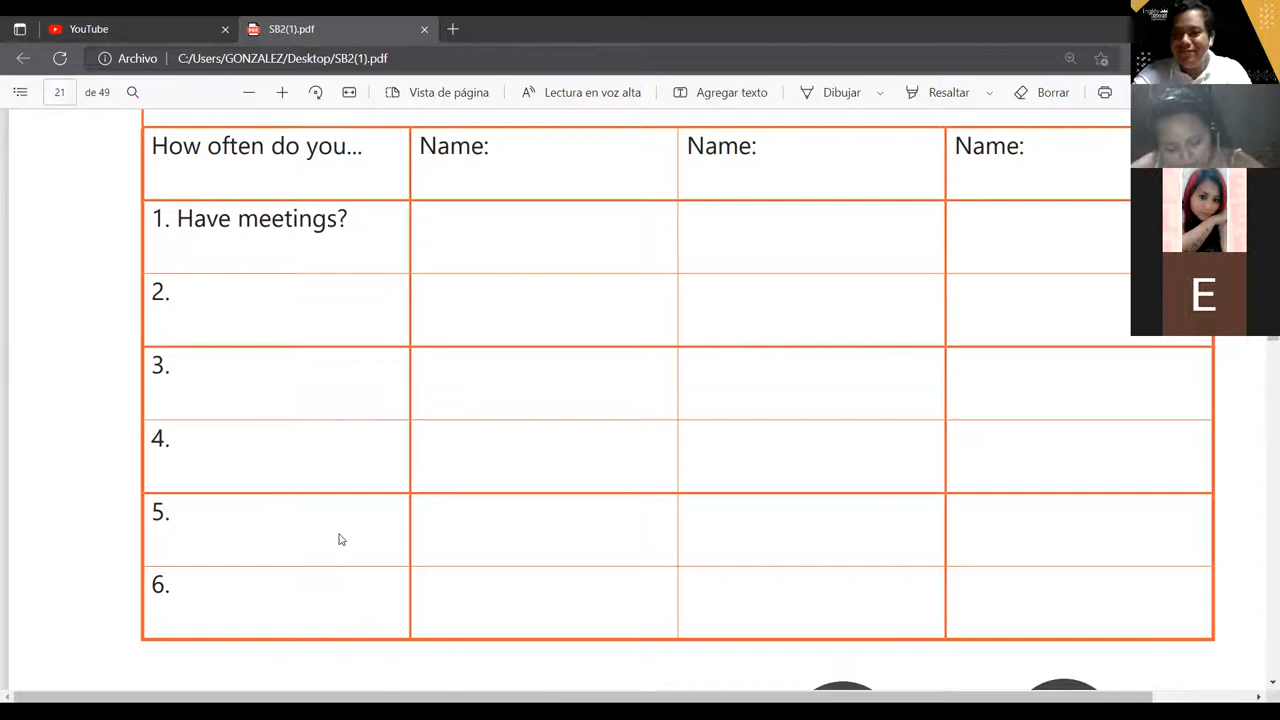 YouTube
SB2(1).pdf
Archivo
C:/Users/GONZALEZ/Desktop/SB2(1).pdf
21
de 49
Vista de página
Lectura en voz alta
Agregar texto
Dibujar
Resaltar
Borrar
How often do you...
Name:
Name:
Name:
1. Have meetings?
2.
3.
4.
5.
6.
E